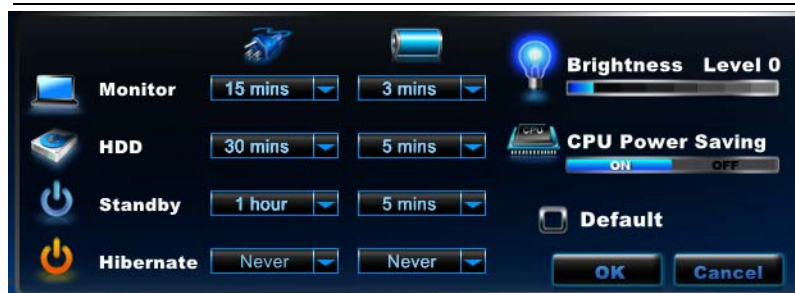 Brightness Level 0
Monitor 15 mins 3 mins
CPU
CPU Power Saving
HDD 30 mins 5 mins
ON OFF
Standby 1 hour 5 mins
Default
Hibernate Never Never
OK Cancel